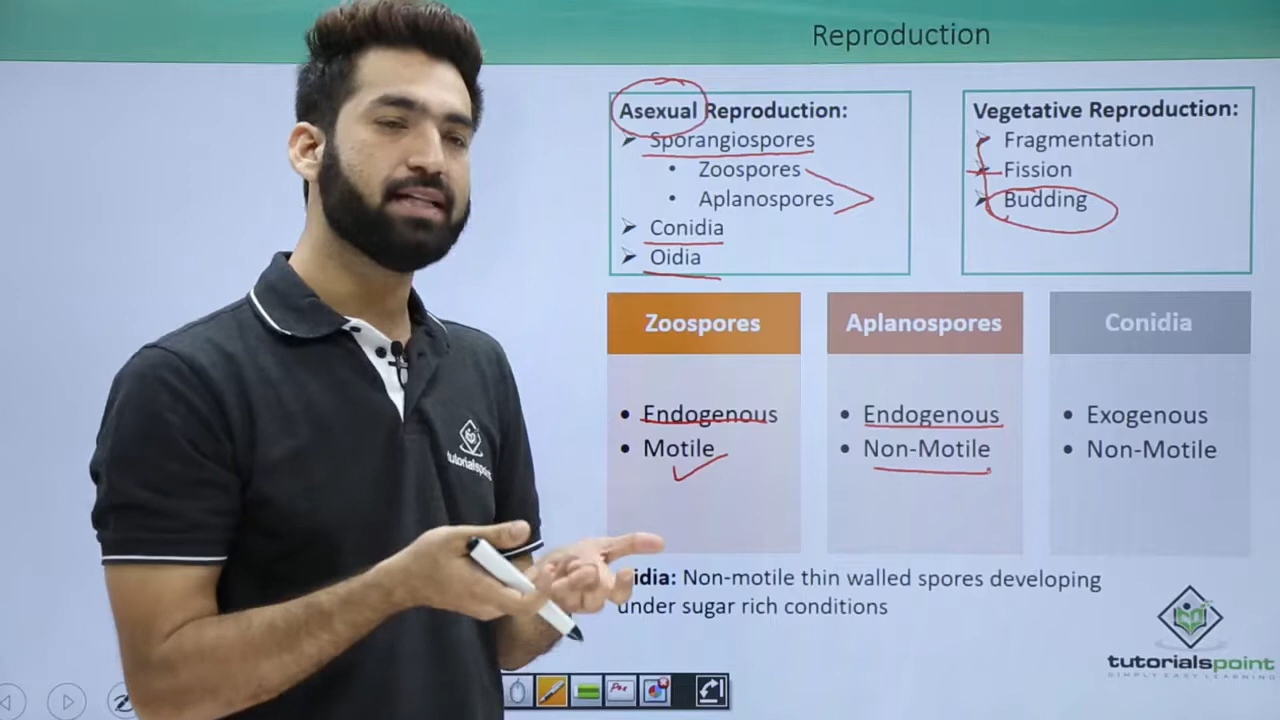 Reproduction
Asexual Reproduction:
Sporangiospores
Zoospores
Aplanospores
Conidia
Oidia
Vegetative Reproduction:
Fragmentation
Fission
Budding
Zoospores
Endogenous
Motile
Aplanospores
Endogenous
Non-Motile
Conidia
Exogenous
Non-Motile
idia: Non-motile thin walled spores developing
under sugar rich conditions
tutorialspoint
tutorialspoint
SIMPLY EASY LEARNING